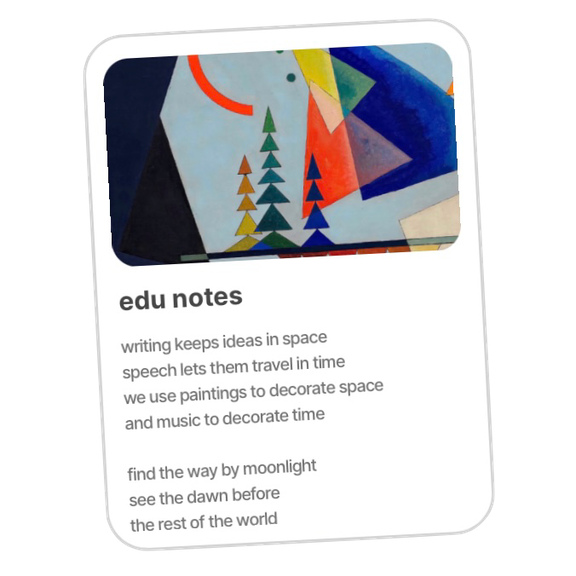 edu notes
writing keeps ideas in space
speech lets them travel in time
we use paintings to decorate space
and music to decorate time
find the way by moonlight
see the dawn before
the rest of the world